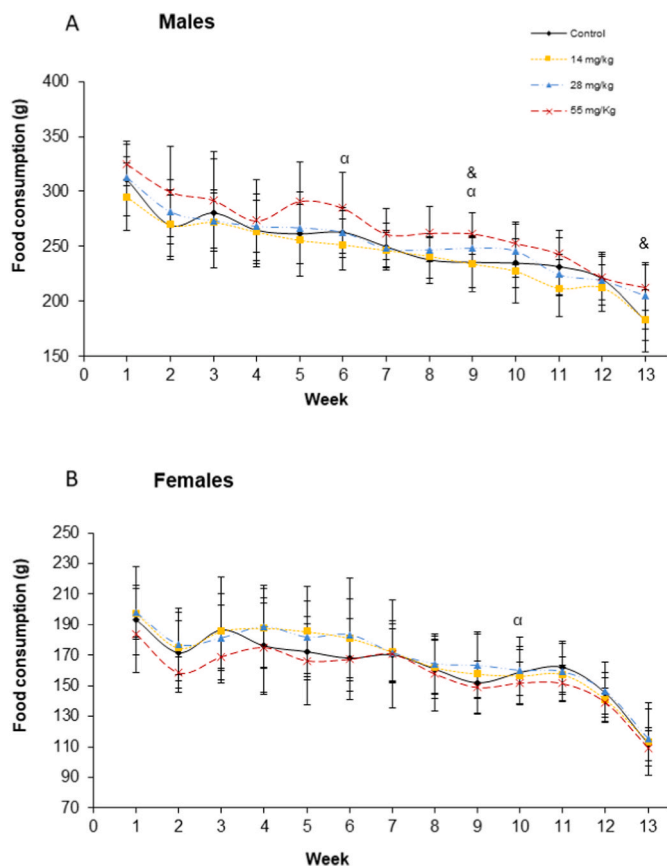 A Males
Control
14 mg/kg
28 mg/kg
55 mg/Kg
Food consumption (g)
400
350
300
250
200
150
α
&
α
&
0 1 2 3 4 5 6 7 8 9 10 11 12 13
Week
B Females
Food consumption (g)
250
230
210
190
170
150
130
110
90
70
α
0 1 2 3 4 5 6 7 8 9 10 11 12 13
Week